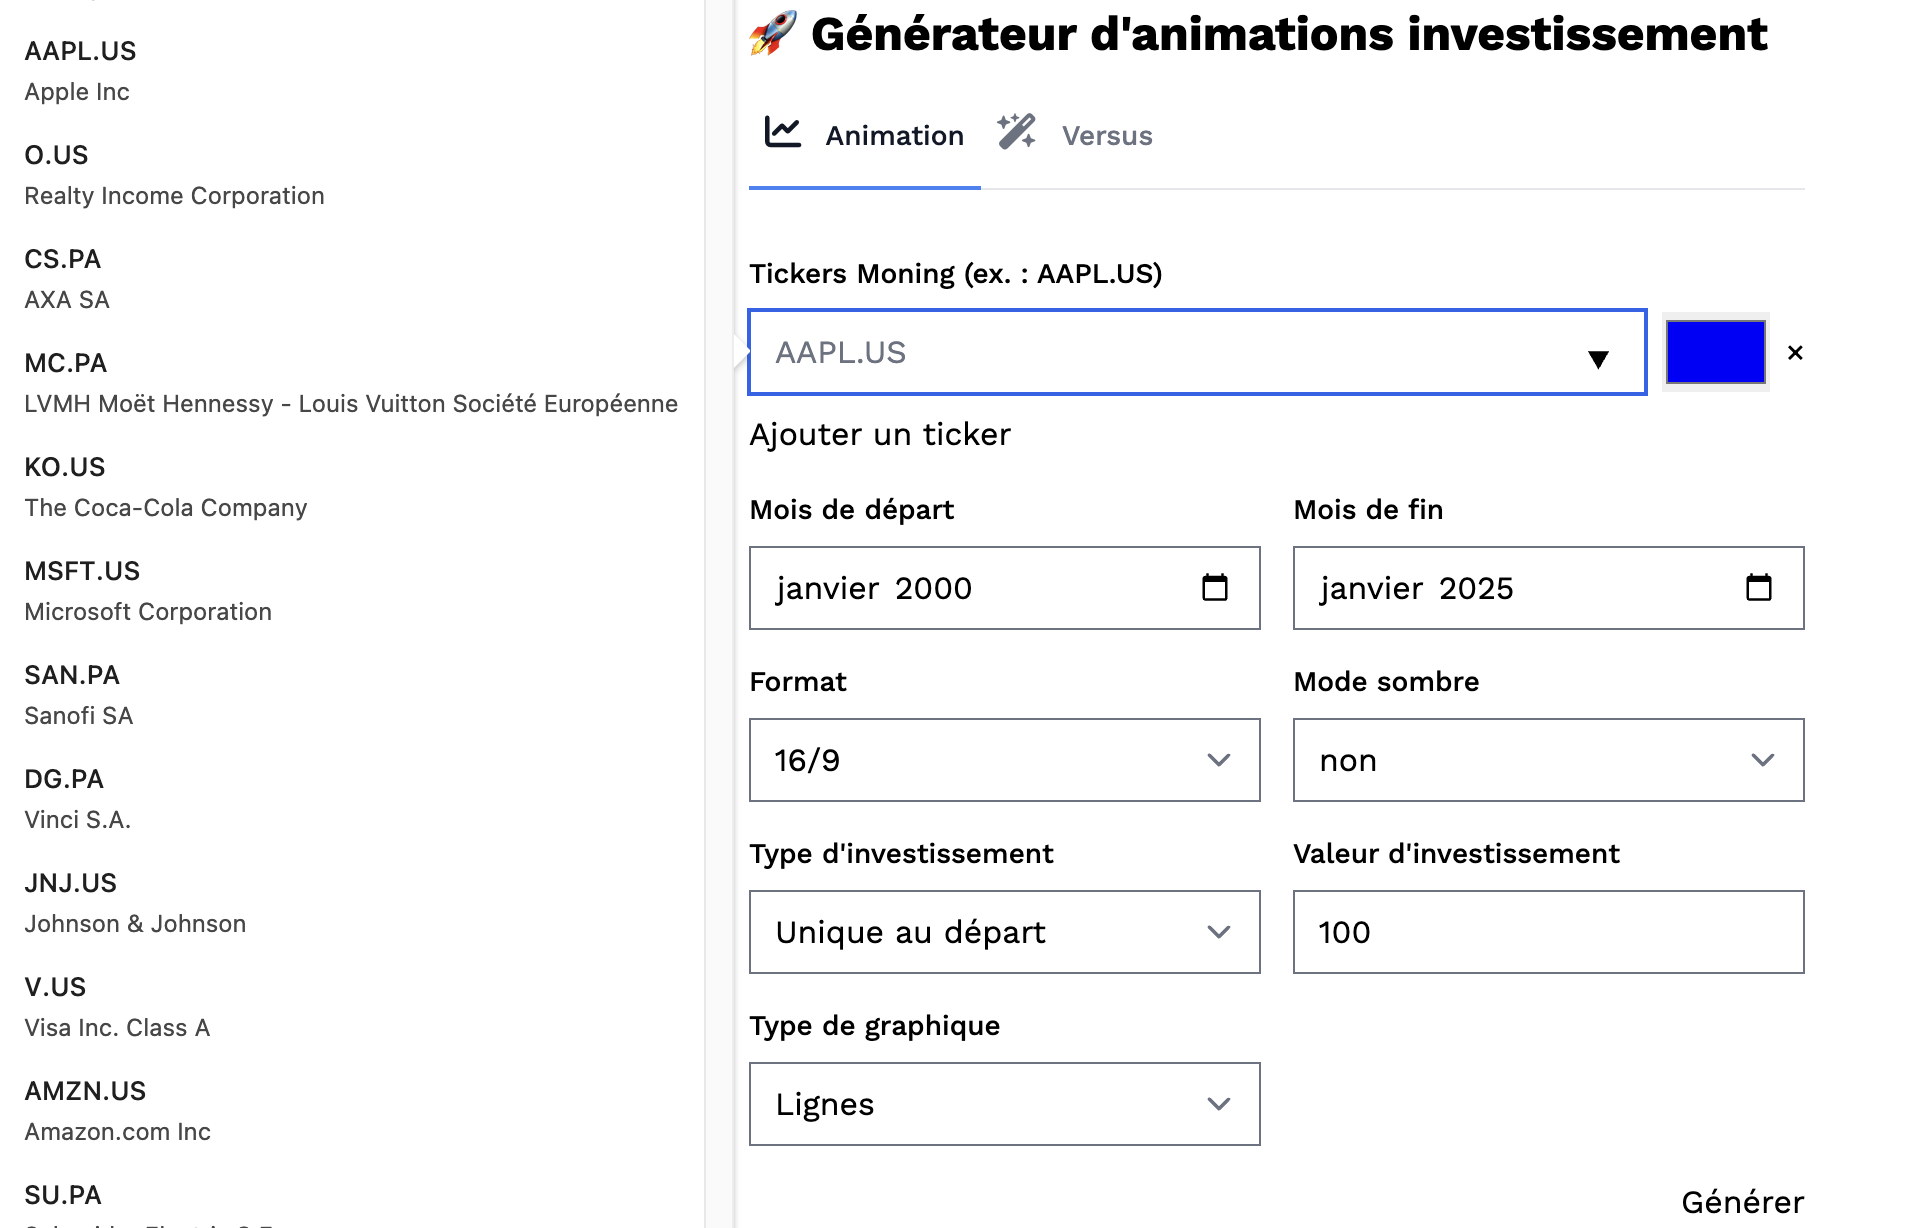 AAPL.US
Apple Inc
O.US
Realty Income Corporation
CS.PA
AXA SA
MC.PA
LVMH Moët Hennessy - Louis Vuitton Société Européenne
KO.US
The Coca-Cola Company
MSFT.US
Microsoft Corporation
SAN.PA
Sanofi SA
DG.PA
Vinci S.A.
JNJ.US
Johnson & Johnson
V.US
Visa Inc. Class A
AMZN.US
Amazon.com Inc
SU.PA
🚀 Générateur d'animations investissement
Animation Versus
Tickers Moning (ex. : AAPL.US)
AAPL.US ▼ ×
Ajouter un ticker
Mois de départ Mois de fin
janvier 2000 janvier 2025
Format Mode sombre
16/9 non
Type d'investissement Valeur d'investissement
Unique au départ 100
Type de graphique
Lignes
Générer